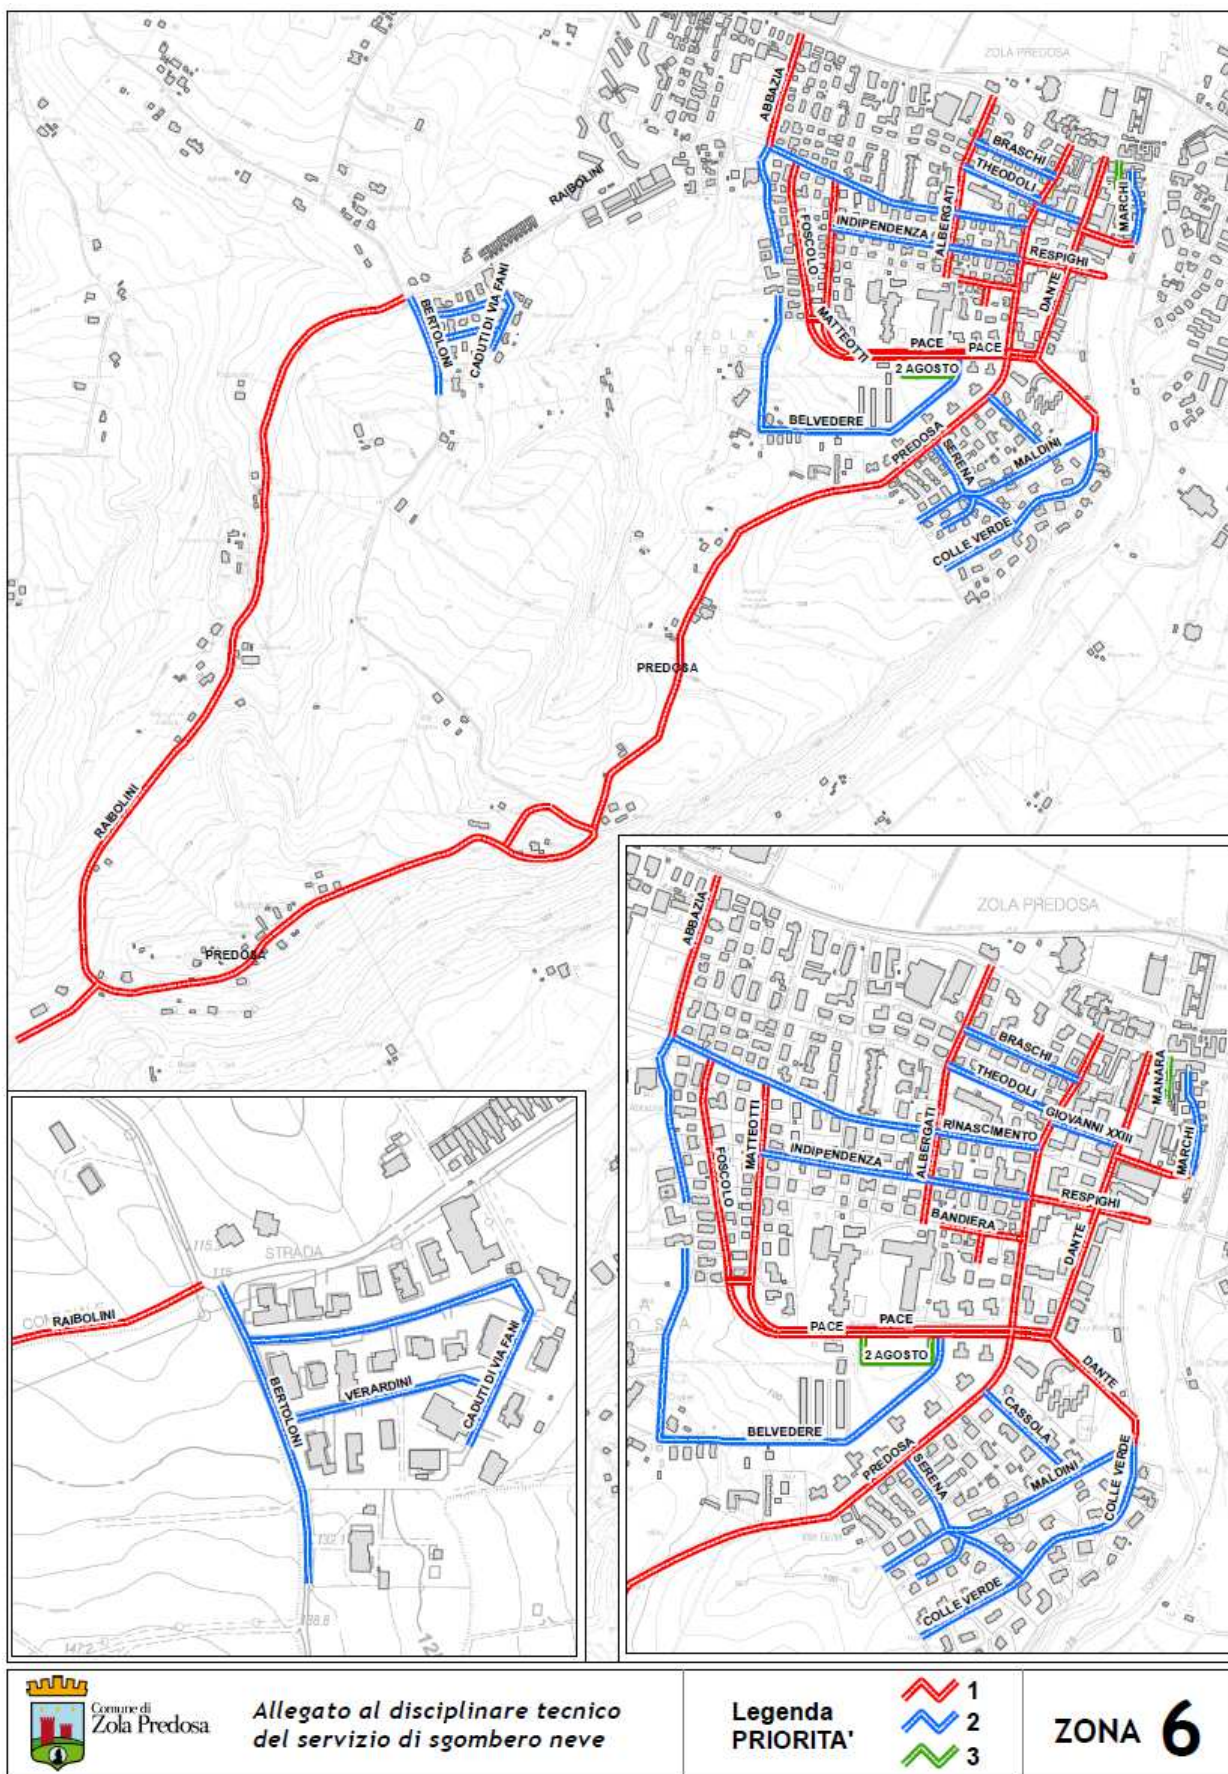 ZOLA PREDOSA
ABBAZIA
BRASCHI
THEODOLI
RAIBOLINI
MARCHI
FOSCOLO
INDIPENDENZA
ALBERGATI
RESPIGHI
DANTE
BERTOLONI
CADUTI DI VIA FANI
MATTEOTTI
PACE
PACE
2 AGOSTO
BELVEDERE
PREDOSA
SERENA
MALDINI
COLLE VERDE
PREDOSA
RAIBOLINI
PREDOSA
ZOLA PREDOSA
ABBAZIA
BRASCHI
THEODOLI
MANARA
GIOVANNI XXIII
MATTEOTTI
ALBERGATI
RINASCIMENTO
MARCHI
FOSCOLO
INDIPENDENZA
RESPIGHI
BANDIERA
DANTE
PACE
PACE
2 AGOSTO
DANTE
CASSOLA
BELVEDERE
PREDOSA
SERENA
MALDINI
COLLE VERDE
COLLE VERDE
STRADA
RAIBOLINI
VERARDINI
BERTOLONI
CADUTI DI VIA FANI
138.8
Comune di
Zola Predosa
Allegato al disciplinare tecnico
del servizio di sgombero neve
Legenda
PRIORITA'
1
2
3
ZONA 6